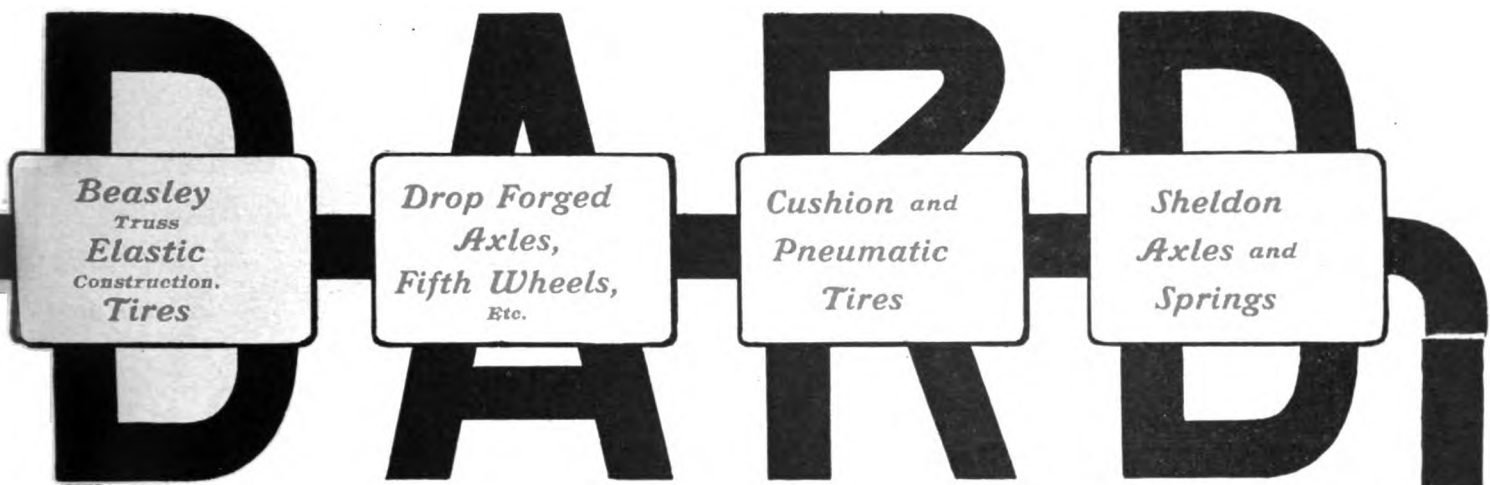 DARD
Beasley
Truss
Elastic
Construction.
Tires
Drop Forged
Axles,
Fifth Wheels,
Etc.
Cushion and
Pneumatic
Tires
Sheldon
Axles and
Springs